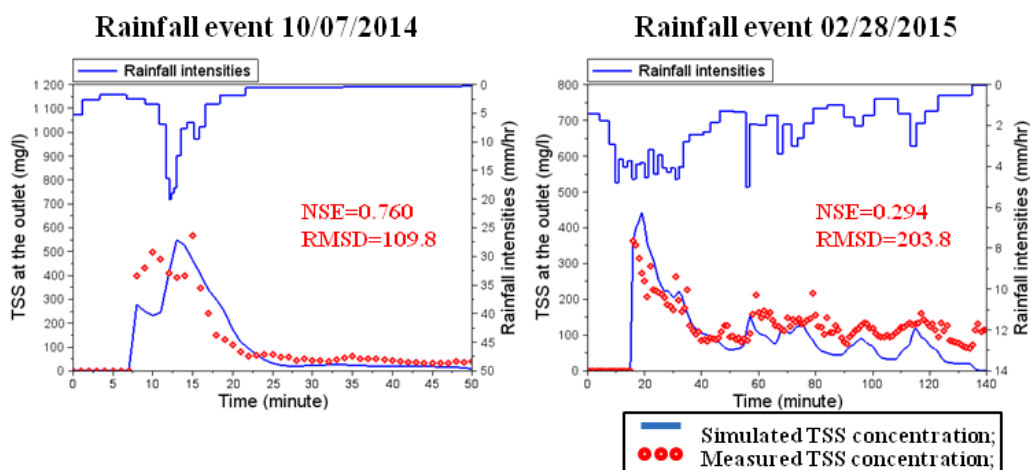 Rainfall event 10/07/2014
Rainfall intensities
TSS at the outlet (mg/l)
1 200
1 100
1 000
900
800
700
600
500
400
300
200
100
0
0
5
10
15
20
25
30
35
40
45
50
Rainfall intensities (mm/hr)
NSE=0.760
RMSD=109.8
0 5 10 15 20 25 30 35 40 45 50
Time (minute)
Rainfall event 02/28/2015
Rainfall intensities
TSS at the outlet (mg/l)
800
700
600
500
400
300
200
100
0
0
2
4
6
8
10
12
14
Rainfall intensities (mm/hr)
NSE=0.294
RMSD=203.8
0 20 40 60 80 100 120 140
Time (minute)
Simulated TSS concentration;
Measured TSS concentration;